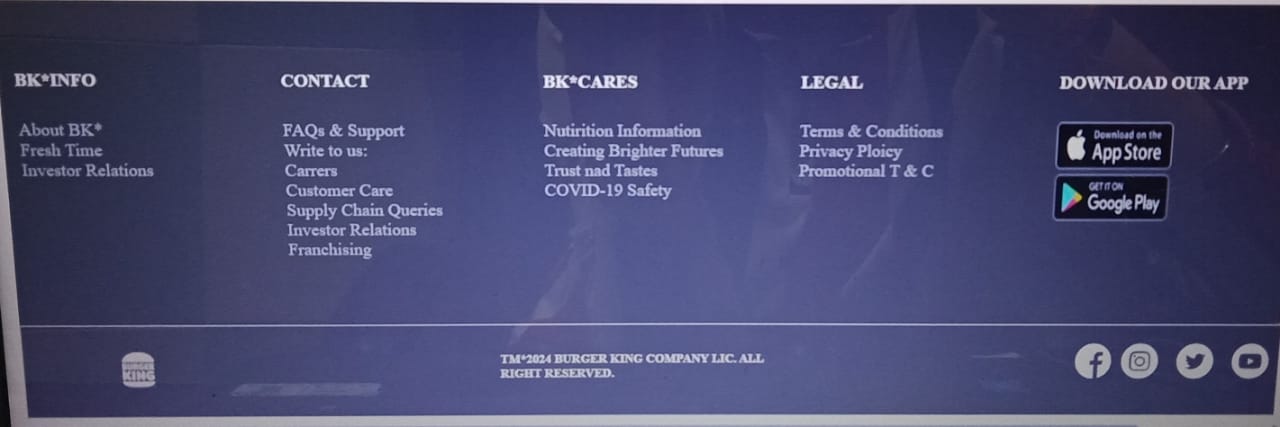 BK*INFO
About BK*
Fresh Time
Investor Relations
CONTACT
FAQs & Support
Write to us:
Carrers
Customer Care
Supply Chain Queries
Investor Relations
Franchising
BK*CARES
Nutirition Information
Creating Brighter Futures
Trust nad Tastes
COVID-19 Safety
LEGAL
Terms & Conditions
Privacy Ploicy
Promotional T & C
DOWNLOAD OUR APP
Download on the
App Store
GET IT ON
Google Play
BURGER
KING
TM*2024 BURGER KING COMPANY LIC. ALL
RIGHT RESERVED.